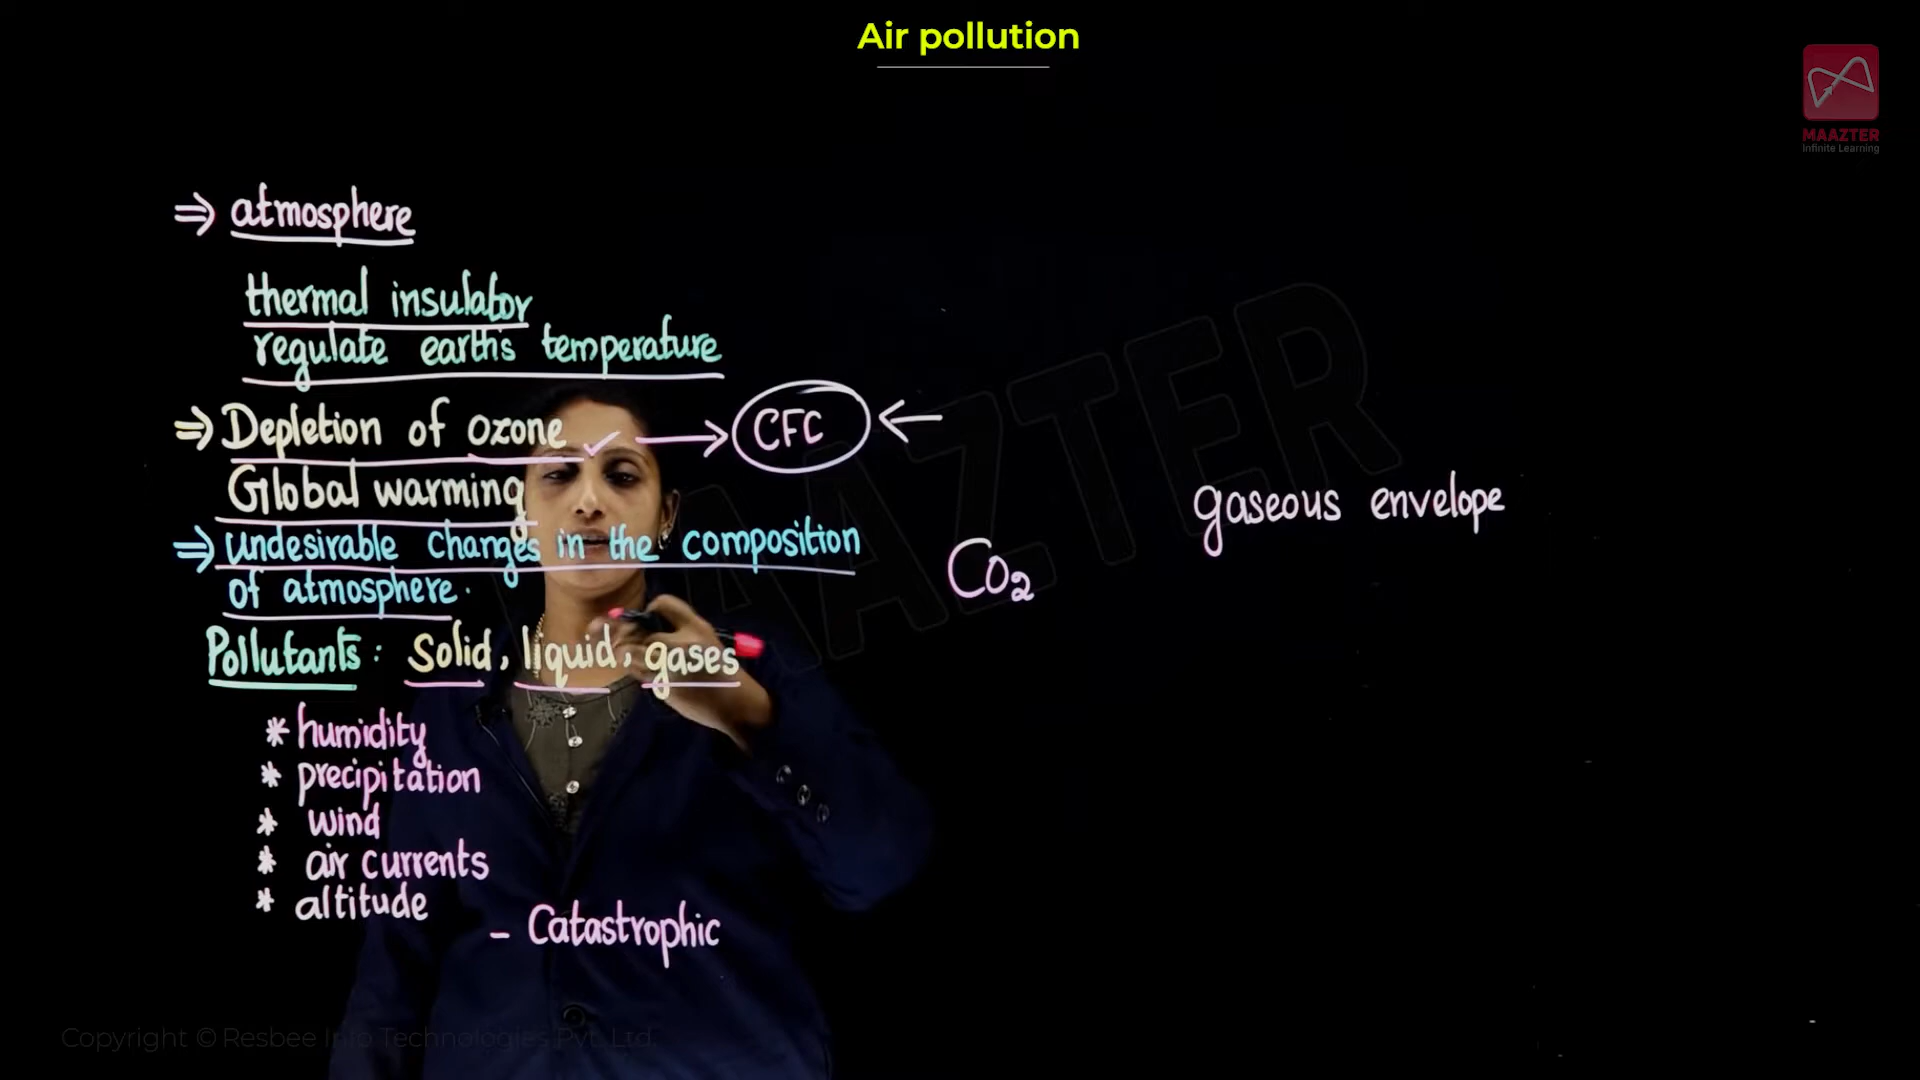 Air pollution
MAAZTER
Infinite Learning
⇒ atmosphere
thermal insulator
regulate earths temperature
⇒ Depletion of ozone ✓ → CFC ←
Global warming
gaseous envelope
⇒ undesirable changes in the composition
of atmosphere.
Co₂
Pollutants: Solid, liquid, gases
* humidity
* precipitation
* wind
* air currents
* altitude
- Catastrophic
MAAZTER
Copyright © Resbee Info Technologies Pvt. Ltd.